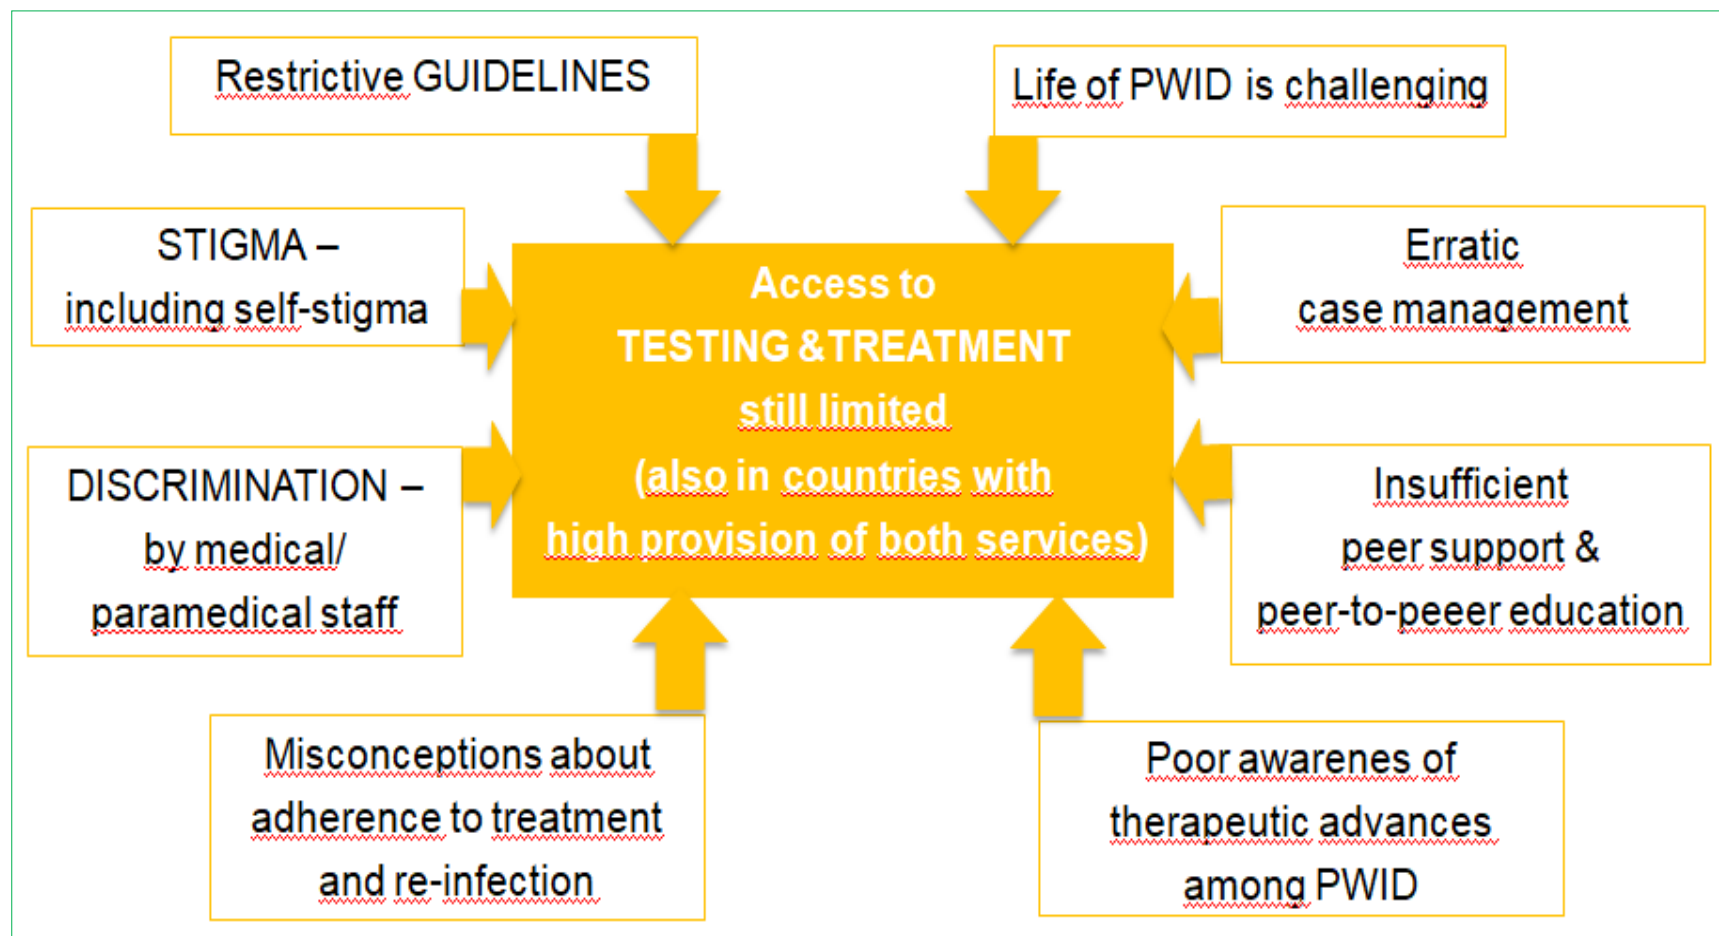 Restrictive GUIDELINES
Life of PWID is challenging
STIGMA –
including self-stigma
Access to
TESTING &TREATMENT
still limited
(also in countries with
high provision of both services)
Erratic
case management
DISCRIMINATION –
by medical/
paramedical staff
Insufficient
peer support &
peer-to-peeer education
Misconceptions about
adherence to treatment
and re-infection
Poor awarenes of
therapeutic advances
among PWID